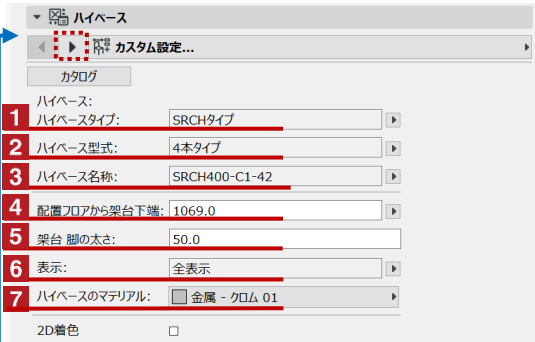 ハイベース
カスタム設定...
カタログ
ハイベース:
1 ハイベースタイプ: SRCHタイプ
2 ハイベース型式: 4本タイプ
3 ハイベース名称: SRCH400-C1-42
4 配置フロアから架台下端: 1069.0
5 架台 脚の太さ: 50.0
6 表示: 全表示
7 ハイベースのマテリアル: 金属 - クロム 01
2D着色